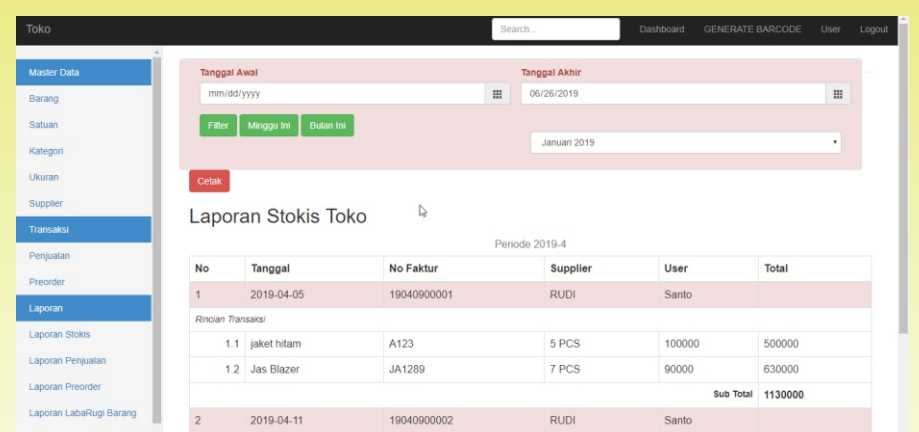 Toko Search... Dashboard GENERATE BARCODE User Logout
Master Data
Barang
Satuan
Kategori
Ukuran
Supplier
Transaksi
Penjualan
Preorder
Laporan
Laporan Stokis
Laporan Penjualan
Laporan Preorder
Laporan LabaRugi Barang
Tanggal Awal Tanggal Akhir
mm/dd/yyyy 06/26/2019
Filter Minggu Ini Bulan Ini
Januari 2019
Cetak
Laporan Stokis Toko
Periode 2019-4
No Tanggal No Faktur Supplier User Total
1 2019-04-05 19040900001 RUDI Santo
Rincian Transaksi
1.1 jaket hitam A123 5 PCS 100000 500000
1.2 Jas Blazer JA1289 7 PCS 90000 630000
Sub Total 1130000
2 2019-04-11 19040900002 RUDI Santo